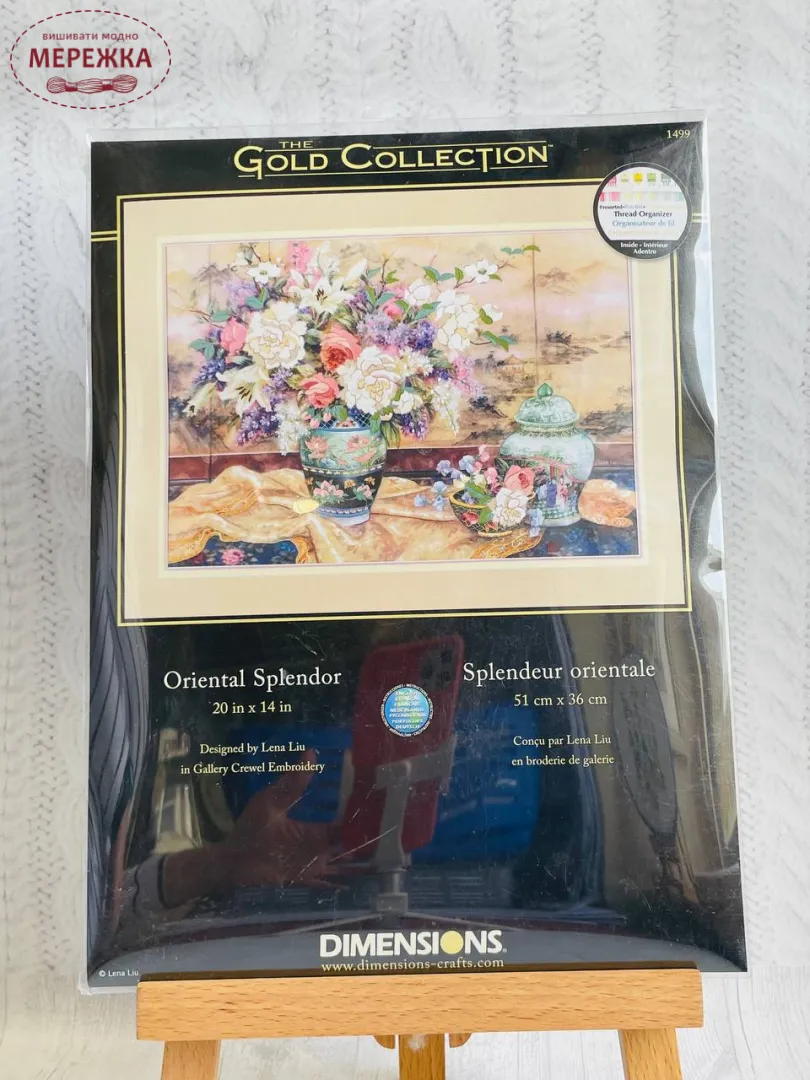 вишивати модно
МЕРЕЖКА
1499
THE
GOLD COLLECTION™
Thread Organizer
Organisateur de fil
Inside • Intérieur
Adentro
Oriental Splendor
20 in x 14 in
Designed by Lena Liu
in Gallery Crewel Embroidery
Splendeur orientale
51 cm x 36 cm
Conçu par Lena Liu
en broderie de galerie
DIMENSIONS®
www.dimensions-crafts.com
© Lena Liu